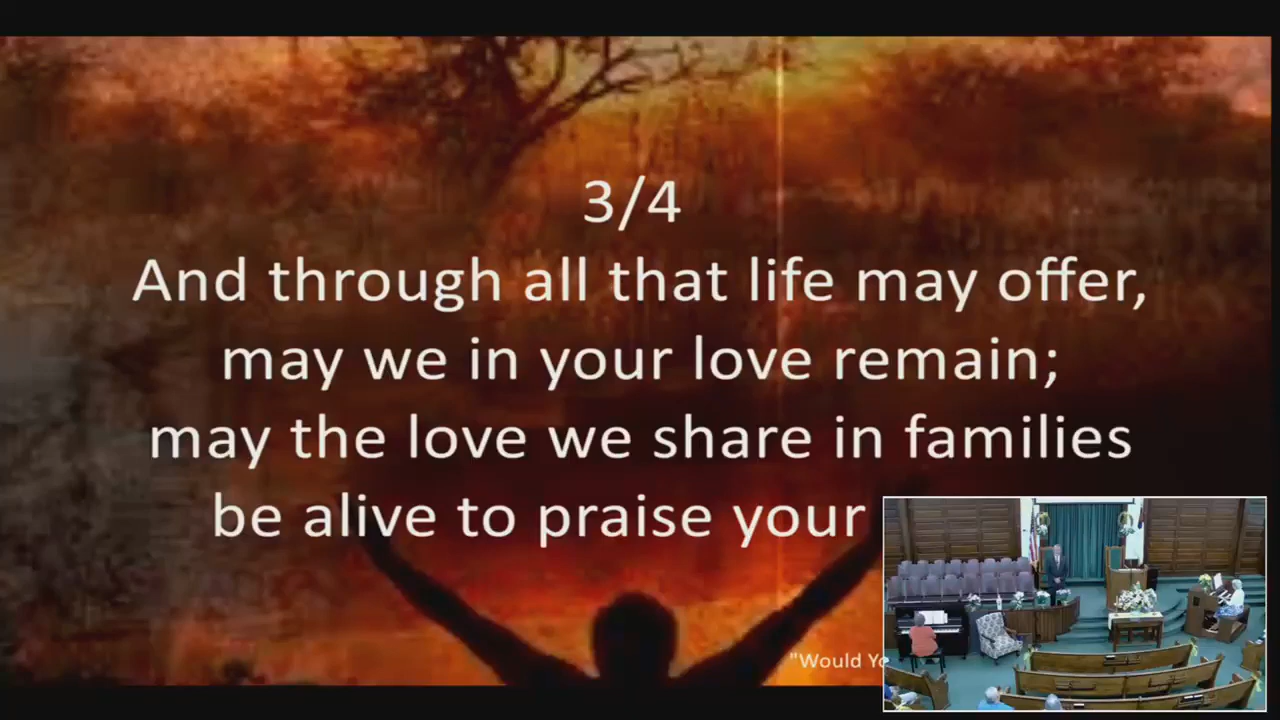 3/4
And through all that life may offer,
may we in your love remain;
may the love we share in families
be alive to praise your
"Would Yo